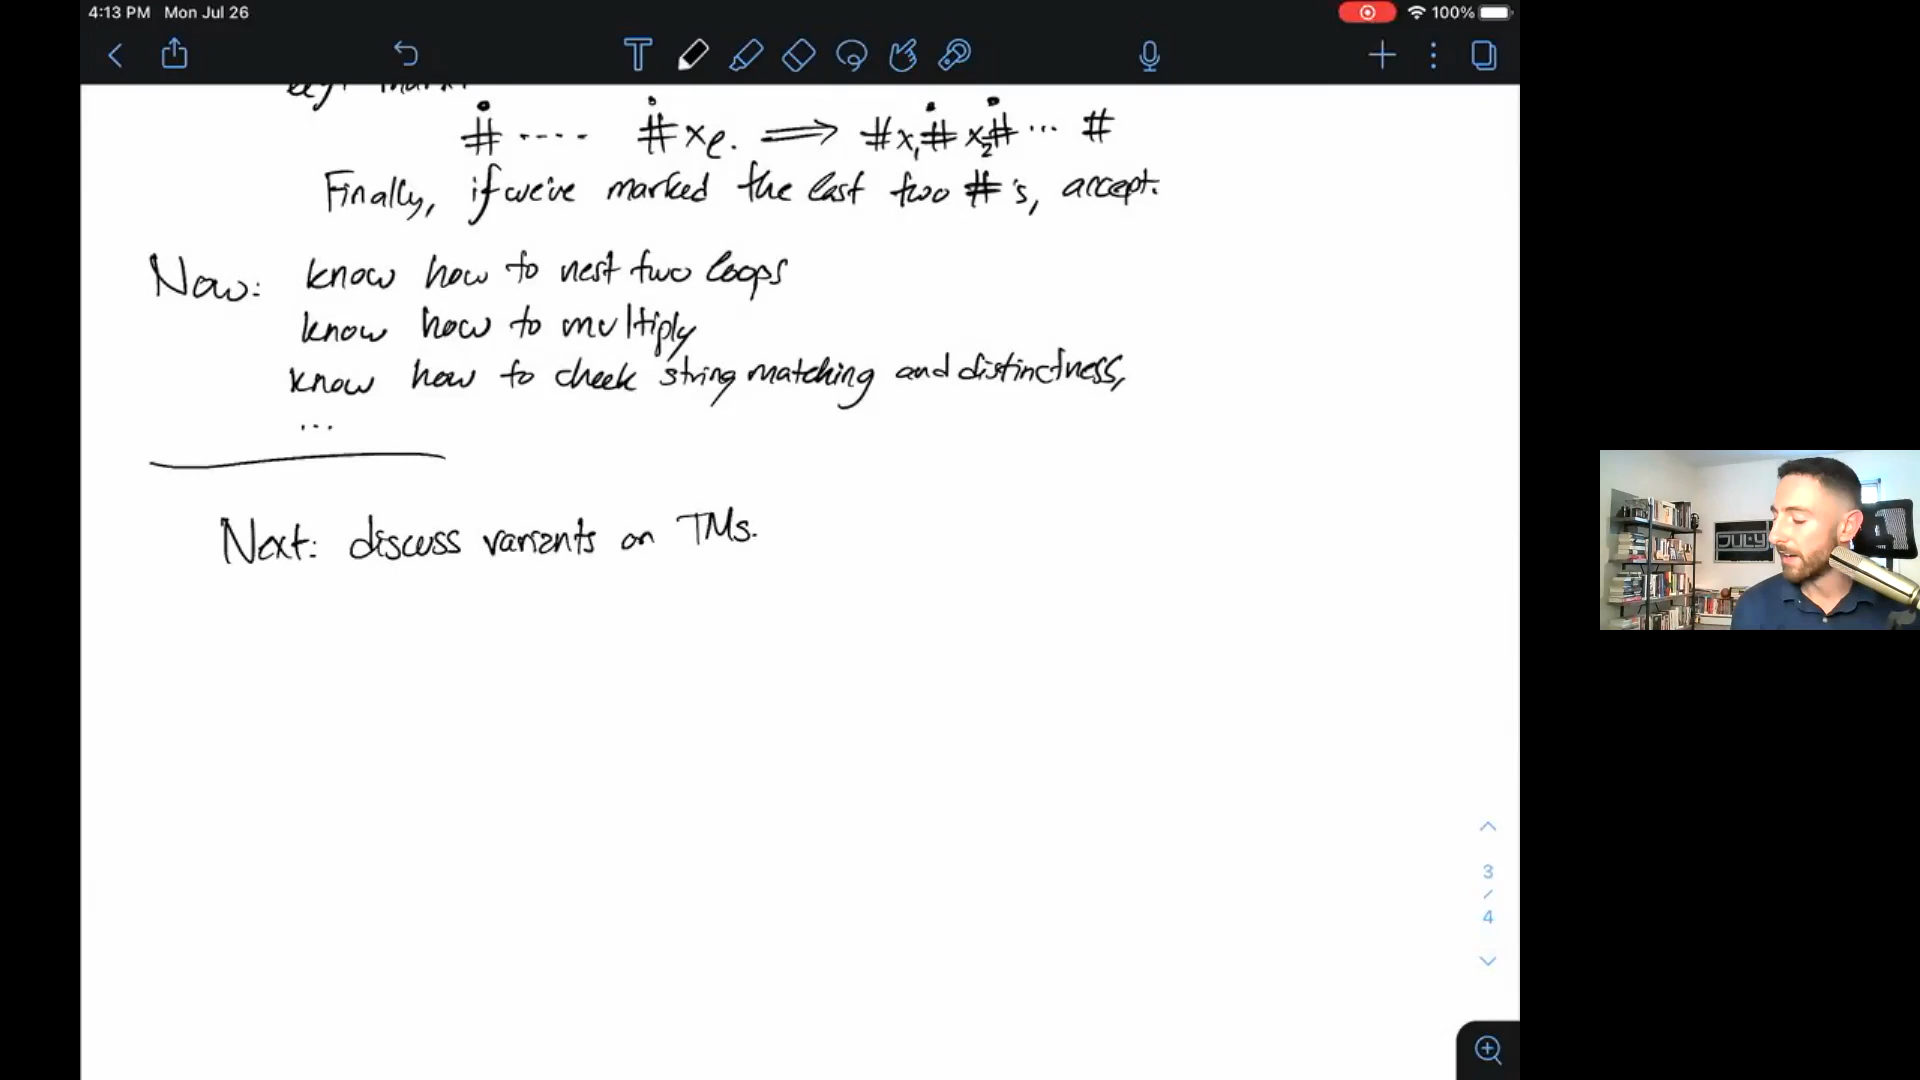 4:13 PM Mon Jul 26
100%
# ---- # xℓ. ⟹ #x₁# x₂# ... #
Finally, if we've marked the last two #'s, accept.
Now: know how to nest two loops
know how to multiply
know how to check string matching and distinctness,
...
Next: discuss variants on TMs.
JULY
3
/
4